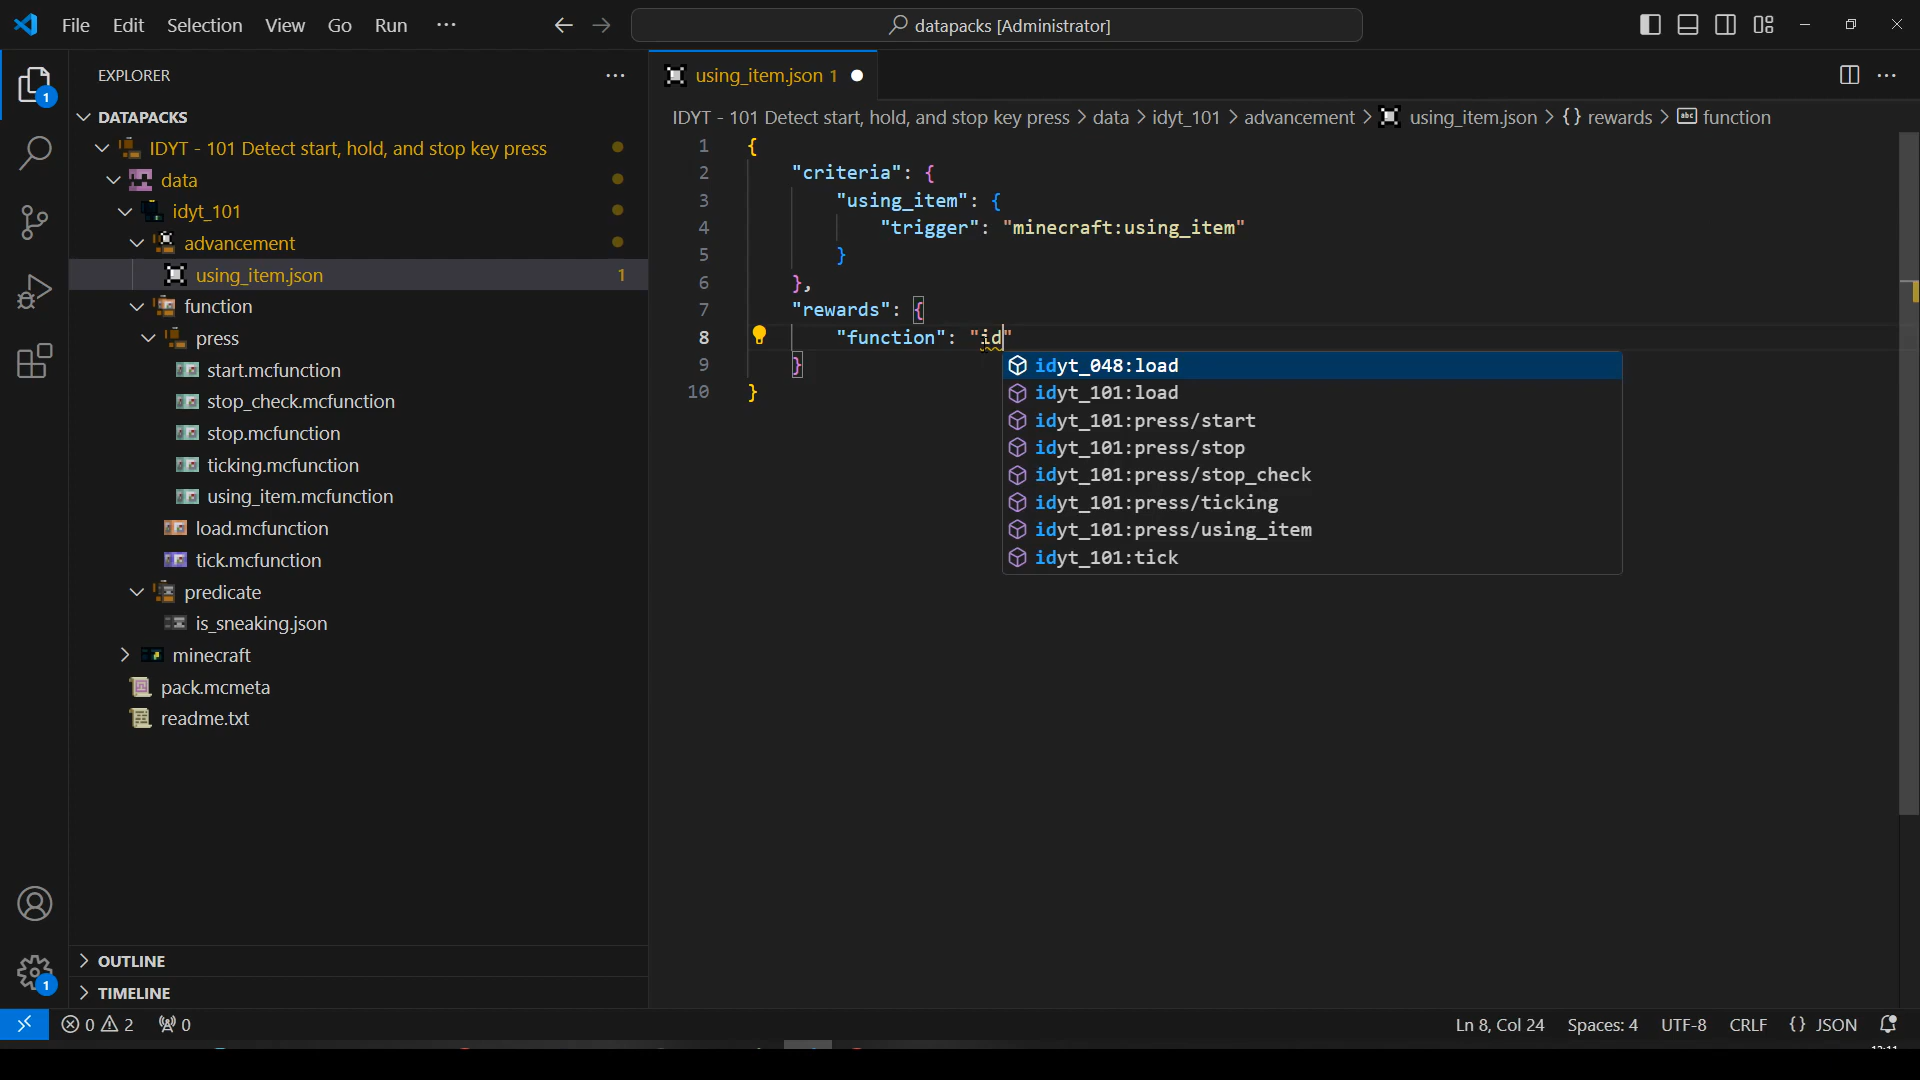 File Edit Selection View Go Run ··· datapacks [Administrator]
EXPLORER ···
DATAPACKS
IDYT - 101 Detect start, hold, and stop key press
data
idyt_101
advancement
using_item.json 1
function
press
start.mcfunction
stop_check.mcfunction
stop.mcfunction
ticking.mcfunction
using_item.mcfunction
load.mcfunction
tick.mcfunction
predicate
is_sneaking.json
minecraft
pack.mcmeta
readme.txt
OUTLINE
TIMELINE
1
1
using_item.json 1
IDYT - 101 Detect start, hold, and stop key press > data > idyt_101 > advancement > using_item.json > {} rewards > abc function
1 {
2 "criteria": {
3 "using_item": {
4 "trigger": "minecraft:using_item"
5 }
6 },
7 "rewards": {
8 "function": "id"
9 }
10 }
idyt_048:load
idyt_101:load
idyt_101:press/start
idyt_101:press/stop
idyt_101:press/stop_check
idyt_101:press/ticking
idyt_101:press/using_item
idyt_101:tick
0 2 0 Ln 8, Col 24 Spaces: 4 UTF-8 CRLF {} JSON